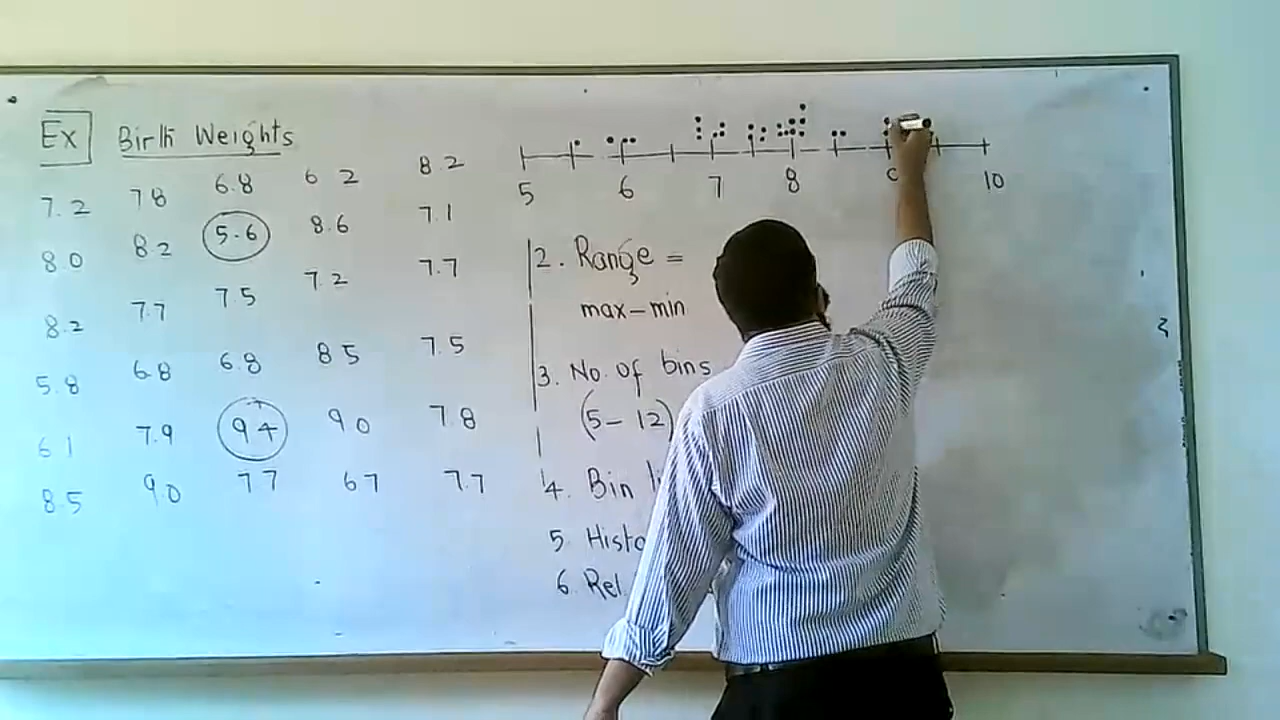 Ex Birth Weights
7.2 7 8 6.8 6 2 8.2
8 0 8 2 5.6 8.6 7.1
8.2 7.7 7 5 7.2 7.7
5.8 6 8 6.8 8 5 7.5
6 1 7.9 9 4 9 0 7 8
8.5 9.0 7 7 6 7 7.7
5 6 7 8 10
2. Range =
max - min
3. No. of bins
(5 - 12)
4. Bin
5. Histo
6. Rel.